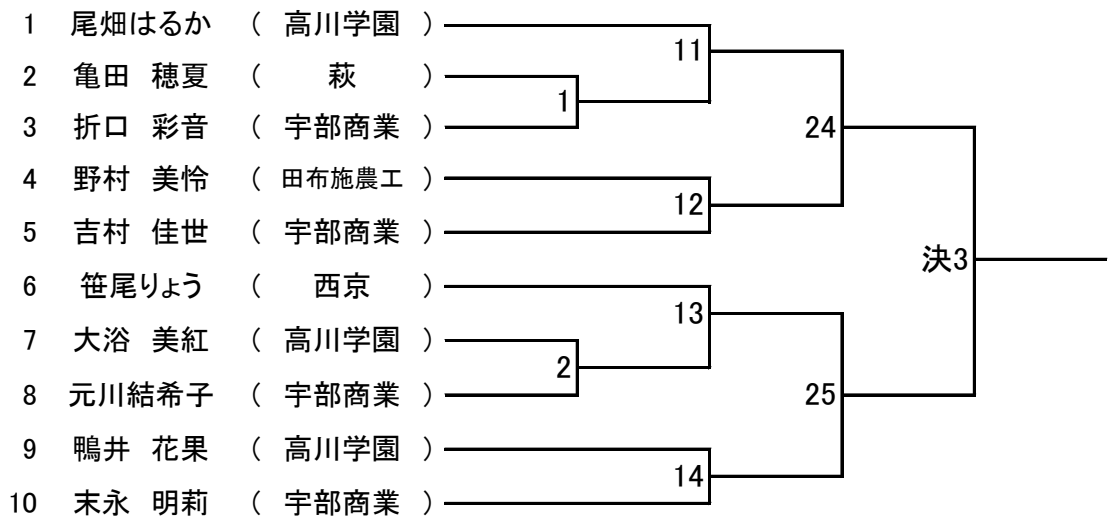 1 尾畑はるか ( 高川学園 )
11
2 亀田 穂夏 ( 萩 )
1
3 折口 彩音 ( 宇部商業 )
24
4 野村 美怜 ( 田布施農工 )
12
5 吉村 佳世 ( 宇部商業 )
決3
6 笹尾りょう ( 西京 )
13
7 大浴 美紅 ( 高川学園 )
2
8 元川結希子 ( 宇部商業 )
25
9 鴨井 花果 ( 高川学園 )
14
10 末永 明莉 ( 宇部商業 )